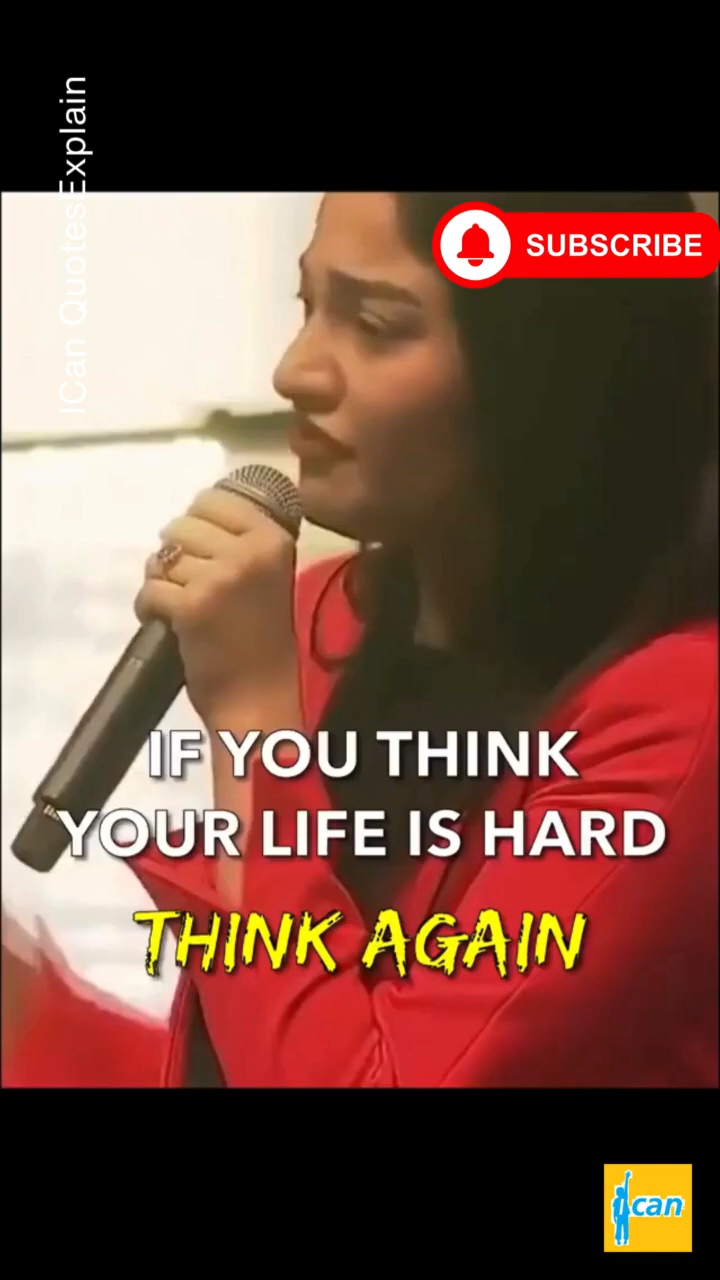 ICan QuotesExplain
SUBSCRIBE
IF YOU THINK
YOUR LIFE IS HARD
THINK AGAIN
ican